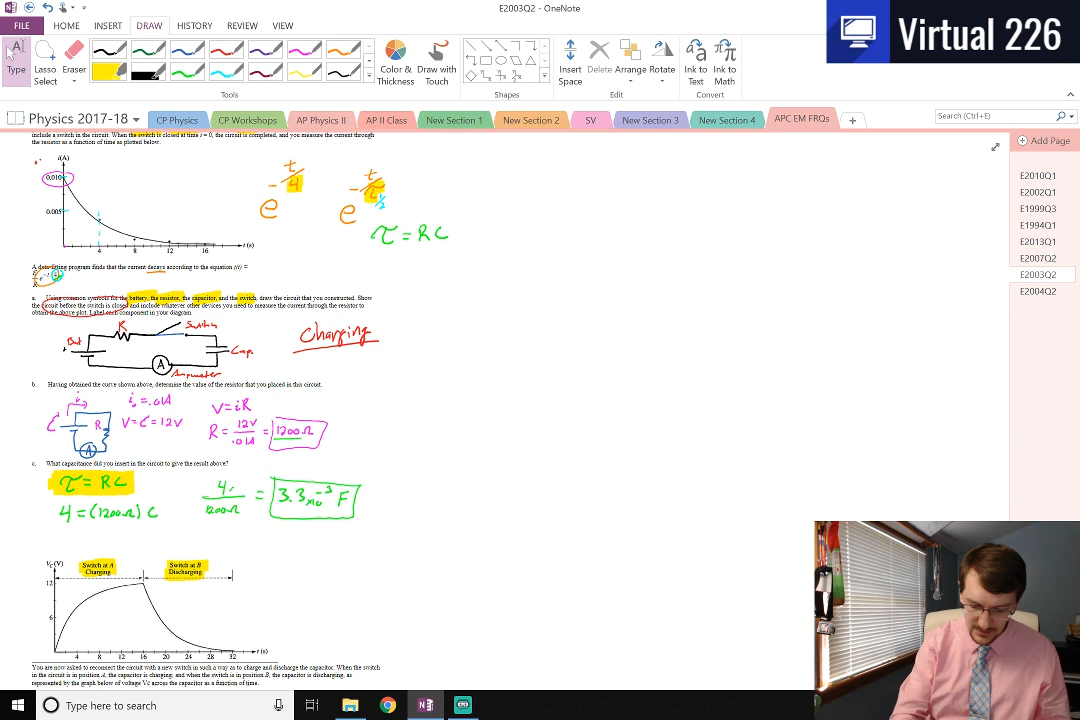 E2003Q2 - OneNote
Virtual 226
FILE HOME INSERT DRAW HISTORY REVIEW VIEW
Type
Lasso Select
Eraser
Color & Thickness
Draw with Touch
Insert Space
Delete Arrange Rotate
Ink to Text
Ink to Math
Tools
Shapes
Edit
Convert
Physics 2017-18
CP Physics
CP Workshops
AP Physics II
AP II Class
New Section 1
New Section 2
SV
New Section 3
New Section 4
APC EM FRQs
Search (Ctrl+E)
Add Page
E2010Q1
E2002Q1
E1999Q3
E1994Q1
E2013Q1
E2007Q2
E2003Q2
E2004Q2
include a switch in the circuit. When the switch is closed at time t = 0, the circuit is completed, and you measure the current through
the resistor as a function of time as plotted below.
i(A)
0.010
0.005
4 8 12 16
t (s)
e^-t/4
τ = RC
A data-fitting program finds that the current decays according to the equation i(t) =
a. Using common symbols for the battery, the resistor, the capacitor, and the switch, draw the circuit that you constructed. Show
the circuit before the switch is closed and include whatever other devices you need to measure the current through the resistor to
obtain the above plot. Label each component in your diagram.
Bat
R
Switch
Cap.
A
Ammeter
Charging
b. Having obtained the curve shown above, determine the value of the resistor that you placed in this circuit.
i
R
A
i₀ = .01A
V = ε = 12V
V = iR
R = 12V/.01A = 1200Ω
c. What capacitance did you insert in the circuit to give the result above?
τ = RC
4 = (1200Ω) C
4s/1200Ω = 3.3x10⁻³ F
VC (V)
Switch at A
Charging
Switch at B
Discharging
12
6
4 8 12 16 20 24 28 32
t (s)
You are now asked to reconnect the circuit with a new switch in such a way as to charge and discharge the capacitor. When the switch
in the circuit is in position A, the capacitor is charging; and when the switch is in position B, the capacitor is discharging, as
represented by the graph below of voltage Vc across the capacitor as a function of time.
Type here to search